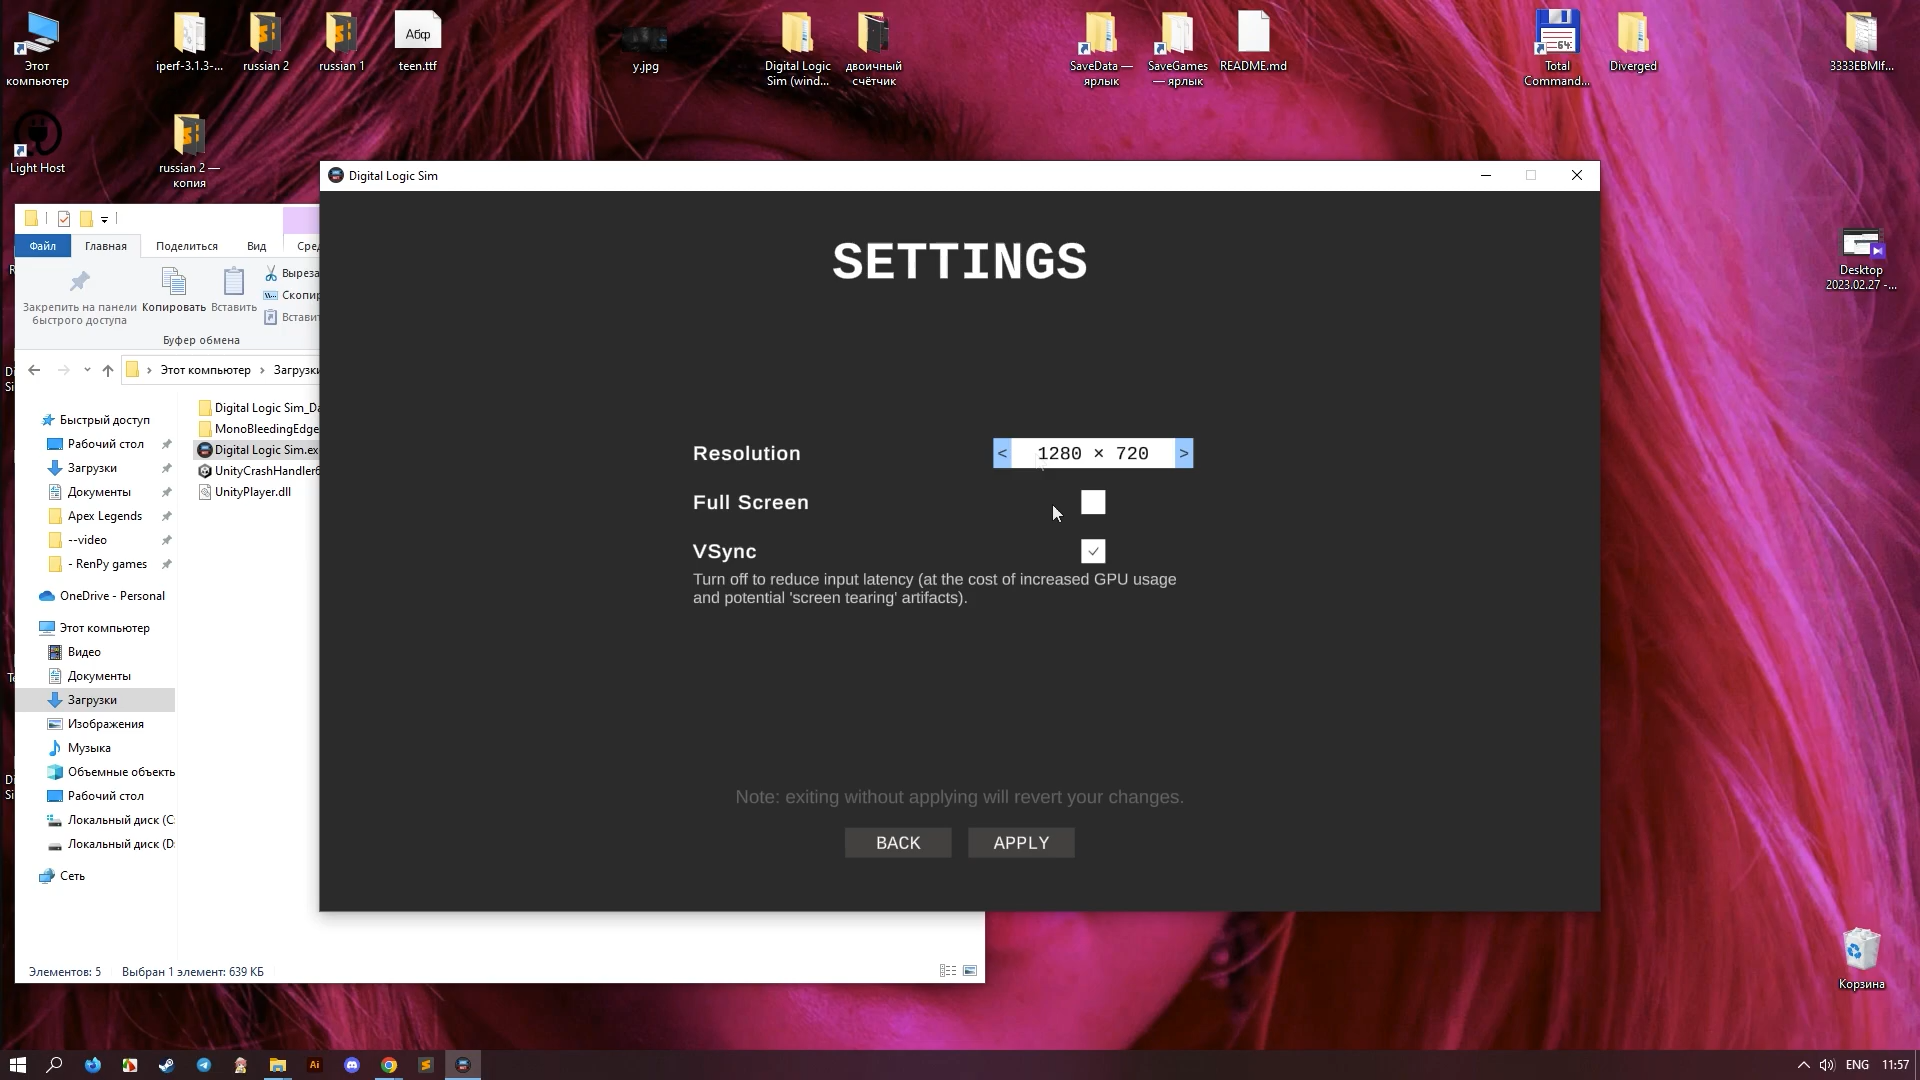 Этот
компьютер
iperf-3.1.3-...
russian 2
russian 1
Абф
teen.ttf
y.jpg
Digital Logic
Sim (wind...
двоичный
счётчик
SaveData —
ярлык
SaveGames
— ярлык
README.md
64
Total
Command...
Diverged
3333EBMIf...
Light Host
russian 2 —
копия
Desktop
2023.02.27 -...
Корзина
Файл
Главная
Поделиться
Вид
Сред
Закрепить на панели
быстрого доступа
Копировать
Вставить
Выреза
Скопир
Вставит
Буфер обмена
Этот компьютер
Загрузки
Быстрый доступ
Рабочий стол
Загрузки
Документы
Apex Legends
--video
- RenPy games
OneDrive - Personal
Этот компьютер
Видео
Документы
Загрузки
Изображения
Музыка
Объемные объекть
Рабочий стол
Локальный диск (C:
Локальный диск (D:
Сеть
Digital Logic Sim_Da
MonoBleedingEdge
Digital Logic Sim.ex
UnityCrashHandler6
UnityPlayer.dll
Элементов: 5
Выбран 1 элемент: 639 КБ
Digital Logic Sim
SETTINGS
Resolution
< 1280 × 720 >
Full Screen
VSync
Turn off to reduce input latency (at the cost of increased GPU usage
and potential 'screen tearing' artifacts).
Note: exiting without applying will revert your changes.
BACK
APPLY
Ai
ENG
11:57